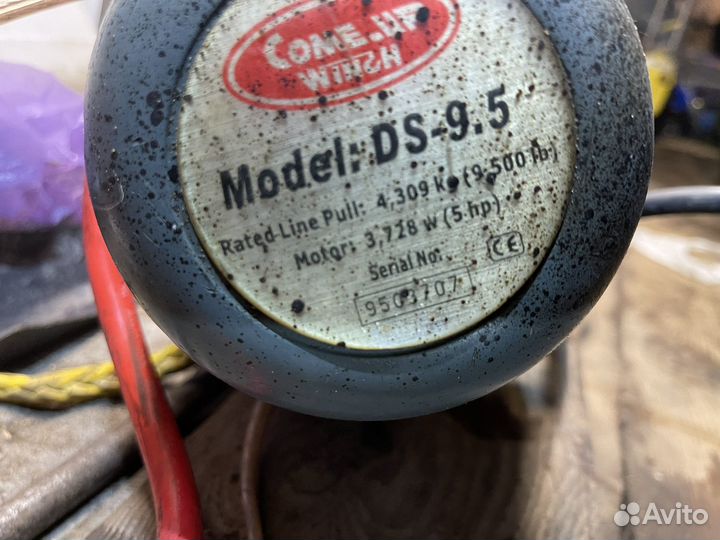 COME.UP
WINCH
Model: DS-9.5
Rated Line Pull: 4,309 kg (9,500 lb)
Motor: 3,728 w (5 hp)
Serial No:
CE
Avito